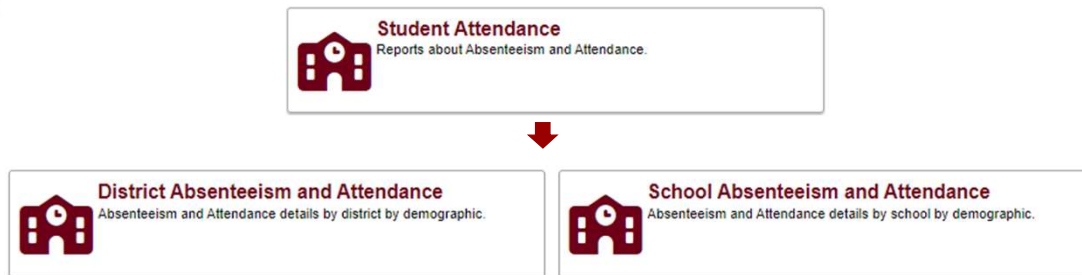 Student Attendance
Reports about Absenteeism and Attendance.
District Absenteeism and Attendance
Absenteeism and Attendance details by district by demographic.
School Absenteeism and Attendance
Absenteeism and Attendance details by school by demographic.